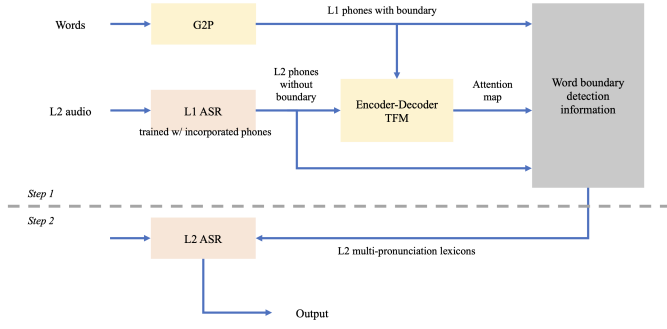 Words
G2P
L1 phones with boundary
L2 audio
L1 ASR
trained w/ incorporated phones
L2 phones
without
boundary
Encoder-Decoder
TFM
Attention
map
Word boundary
detection
information
Step 1
Step 2
L2 ASR
L2 multi-pronunciation lexicons
Output